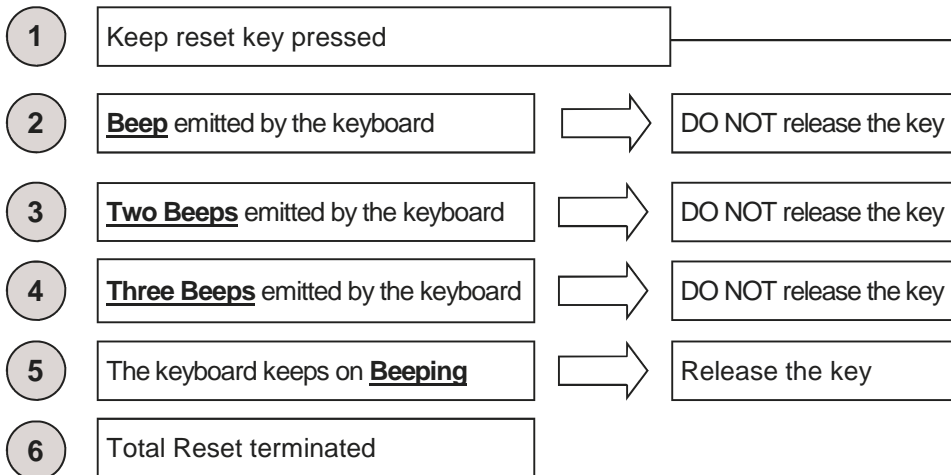 1 Keep reset key pressed
2 Beep emitted by the keyboard DO NOT release the key
3 Two Beeps emitted by the keyboard DO NOT release the key
4 Three Beeps emitted by the keyboard DO NOT release the key
5 The keyboard keeps on Beeping Release the key
6 Total Reset terminated